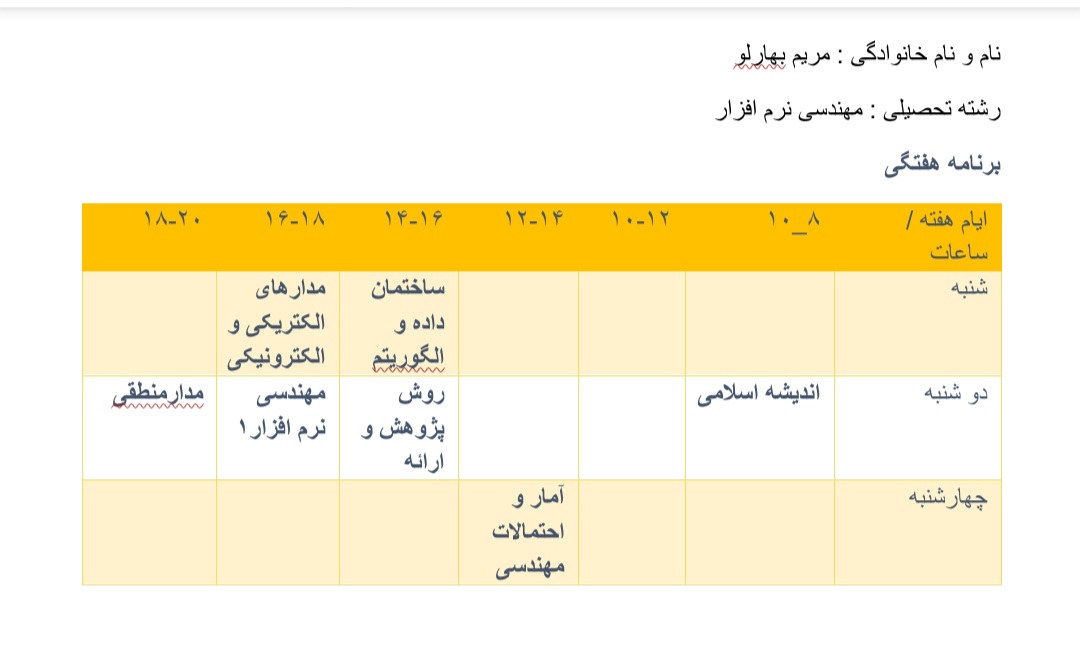 نام و نام خانوادگی : مریم بهارلو
رشته تحصیلی : مهندسی نرم افزار
برنامه هفتگی
ایام هفته / ساعات
۸_۱۰
۱۰-۱۲
۱۲-۱۴
۱۴-۱۶
۱۶-۱۸
۱۸-۲۰
شنبه
ساختمان
داده و
الگوریتم
مدارهای
الکتریکی و
الکترونیکی
دو شنبه
اندیشه اسلامی
روش
پژوهش و
ارائه
مهندسی
نرم افزار۱
مدارمنطقی
چهارشنبه
آمار و
احتمالات
مهندسی